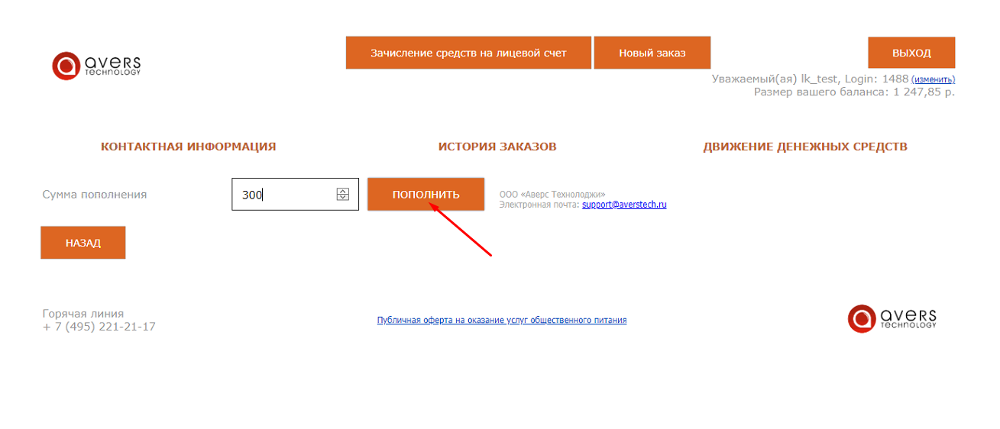 avers
TECHNOLOGY
Зачисление средств на лицевой счет
Новый заказ
ВЫХОД
Уважаемый(ая) lk_test, Login: 1488 (изменить)
Размер вашего баланса: 1 247,85 р.
КОНТАКТНАЯ ИНФОРМАЦИЯ
ИСТОРИЯ ЗАКАЗОВ
ДВИЖЕНИЕ ДЕНЕЖНЫХ СРЕДСТВ
Сумма пополнения
300
ПОПОЛНИТЬ
ООО «Аверс Технолоджи»
Электронная почта: support@averstech.ru
НАЗАД
Горячая линия
+ 7 (495) 221-21-17
Публичная оферта на оказание услуг общественного питания
avers
TECHNOLOGY